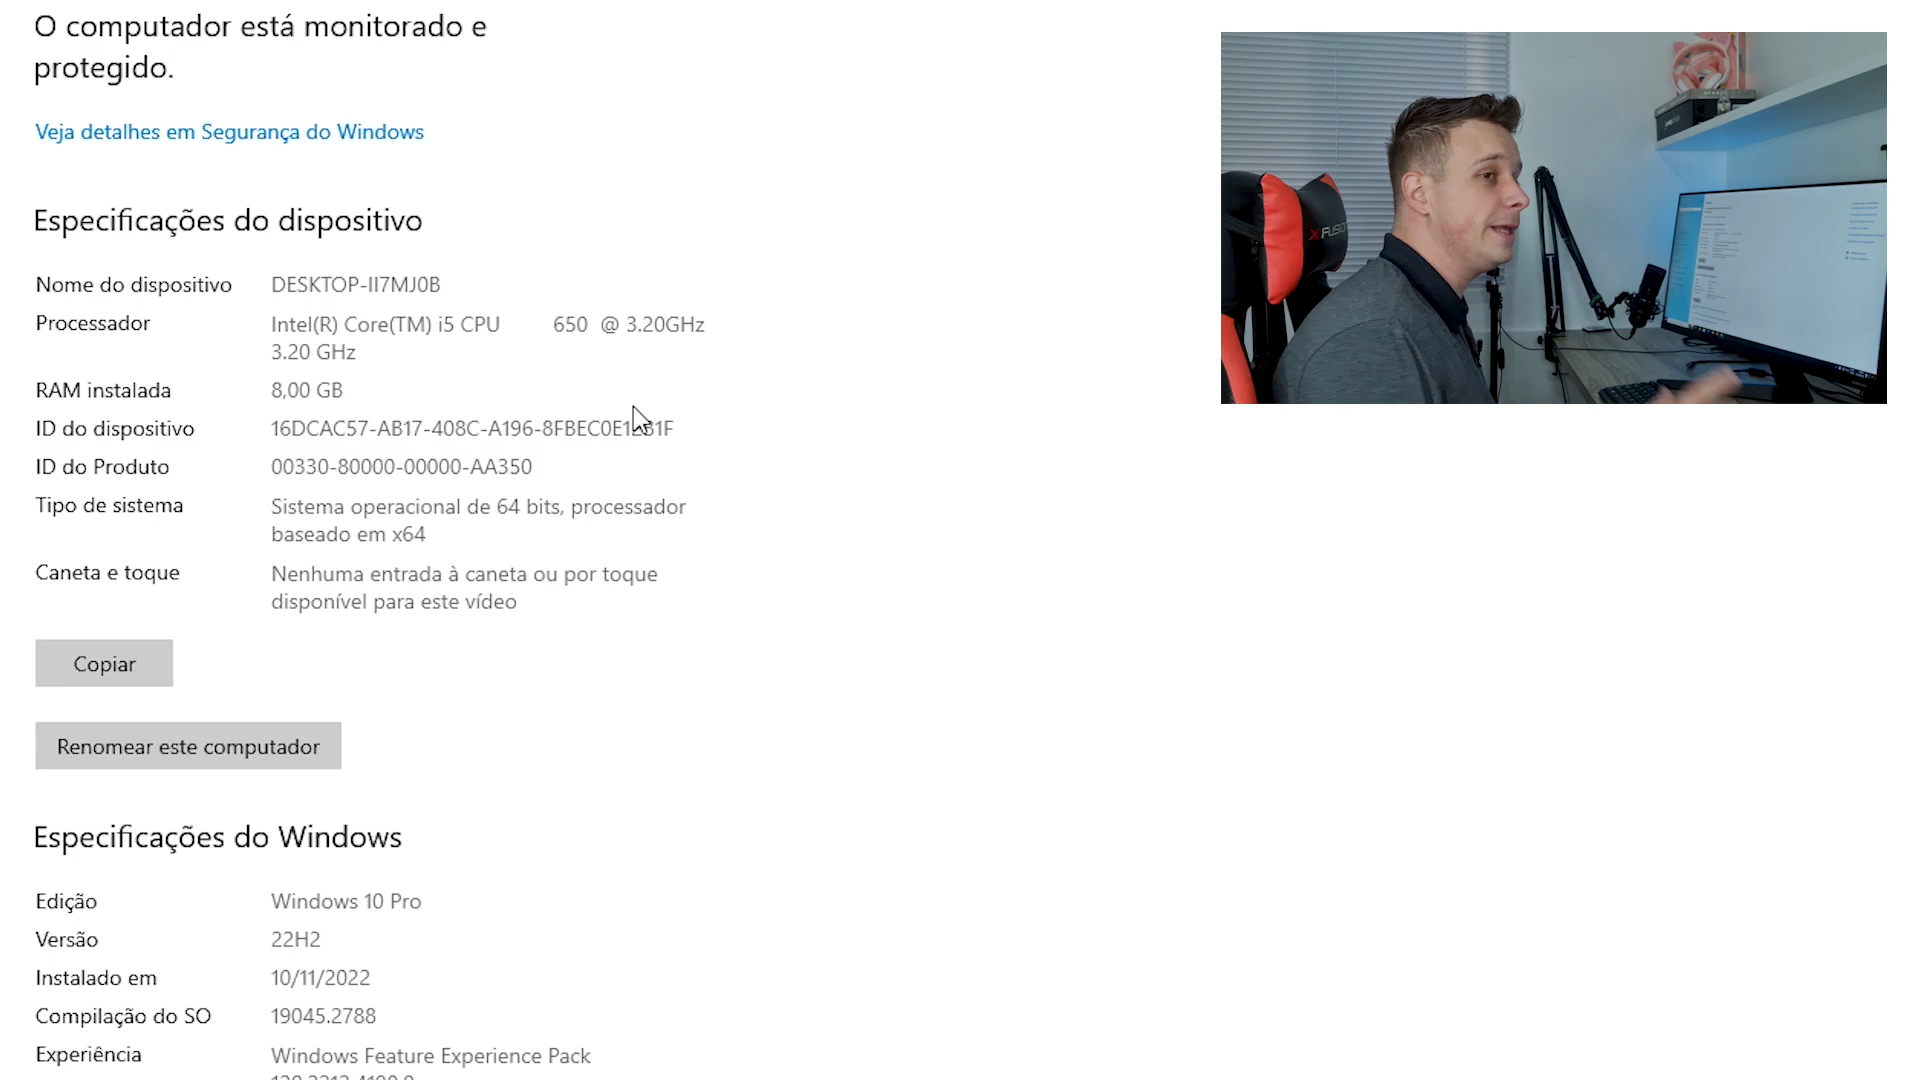 O computador está monitorado e
protegido.
Veja detalhes em Segurança do Windows
Especificações do dispositivo
Nome do dispositivo DESKTOP-II7MJ0B
Processador Intel(R) Core(TM) i5 CPU 650 @ 3.20GHz
3.20 GHz
RAM instalada 8,00 GB
ID do dispositivo
ID do Produto 00330-80000-00000-AA350
Tipo de sistema Sistema operacional de 64 bits, processador
baseado em x64
Caneta e toque Nenhuma entrada à caneta ou por toque
disponível para este vídeo
Copiar
Renomear este computador
Especificações do Windows
Edição Windows 10 Pro
Versão 22H2
Instalado em 10/11/2022
Compilação do SO 19045.2788
Experiência Windows Feature Experience Pack